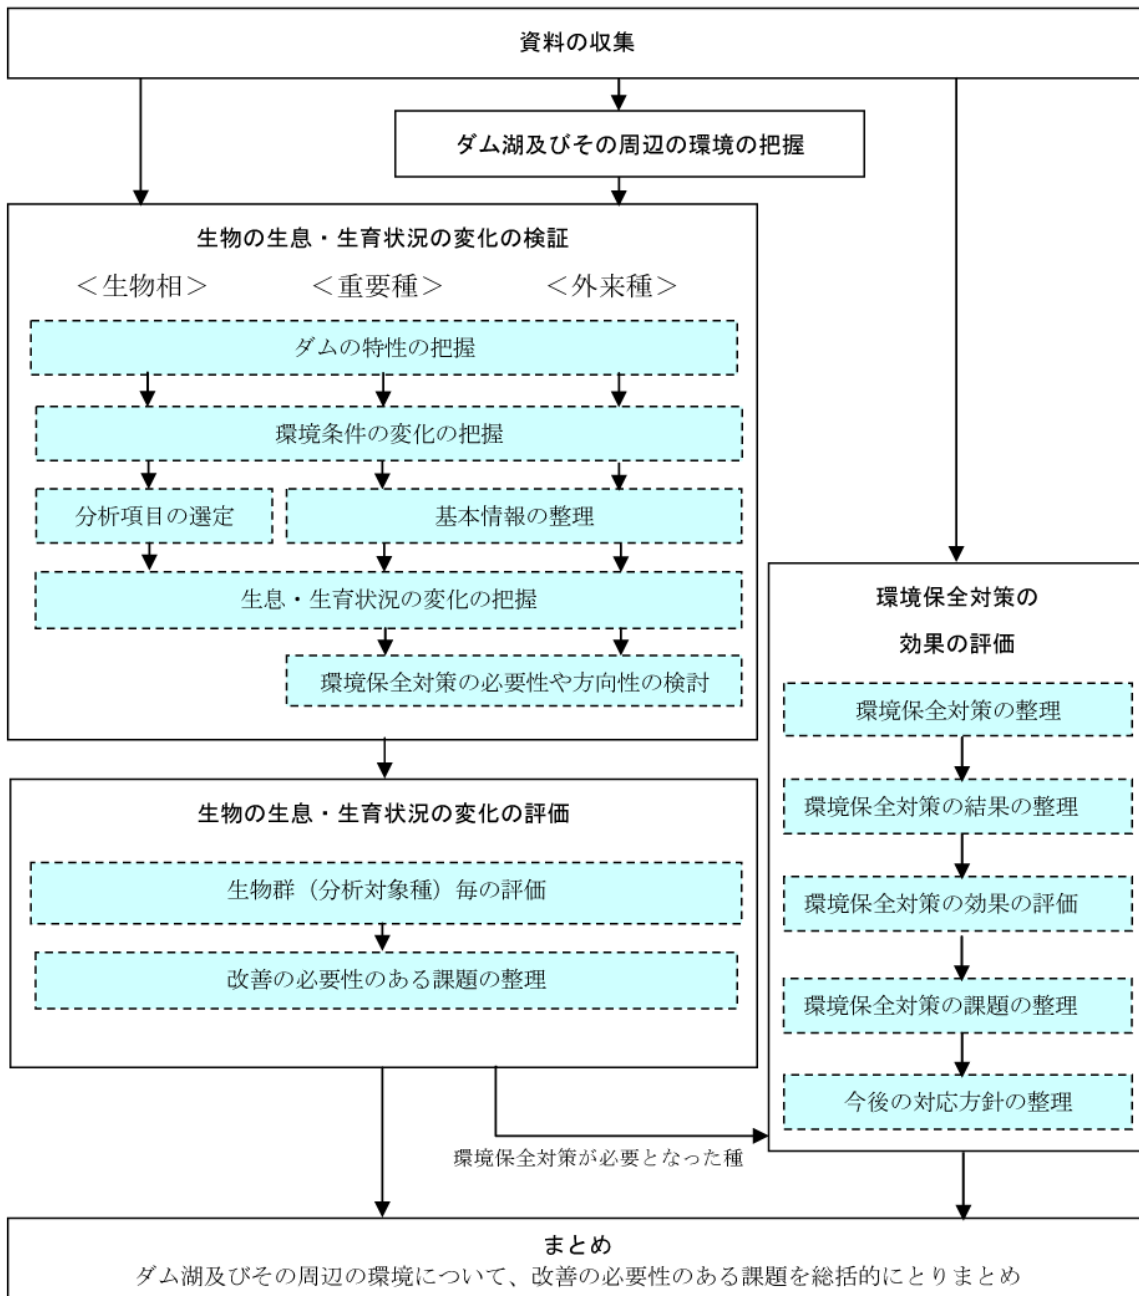 資料の収集
ダム湖及びその周辺の環境の把握
生物の生息・生育状況の変化の検証
＜生物相＞
＜重要種＞
＜外来種＞
ダムの特性の把握
環境条件の変化の把握
分析項目の選定
基本情報の整理
生息・生育状況の変化の把握
環境保全対策の必要性や方向性の検討
生物の生息・生育状況の変化の評価
生物群（分析対象種）毎の評価
改善の必要性のある課題の整理
環境保全対策が必要となった種
環境保全対策の
効果の評価
環境保全対策の整理
環境保全対策の結果の整理
環境保全対策の効果の評価
環境保全対策の課題の整理
今後の対応方針の整理
まとめ
ダム湖及びその周辺の環境について、改善の必要性のある課題を総括的にとりまとめ